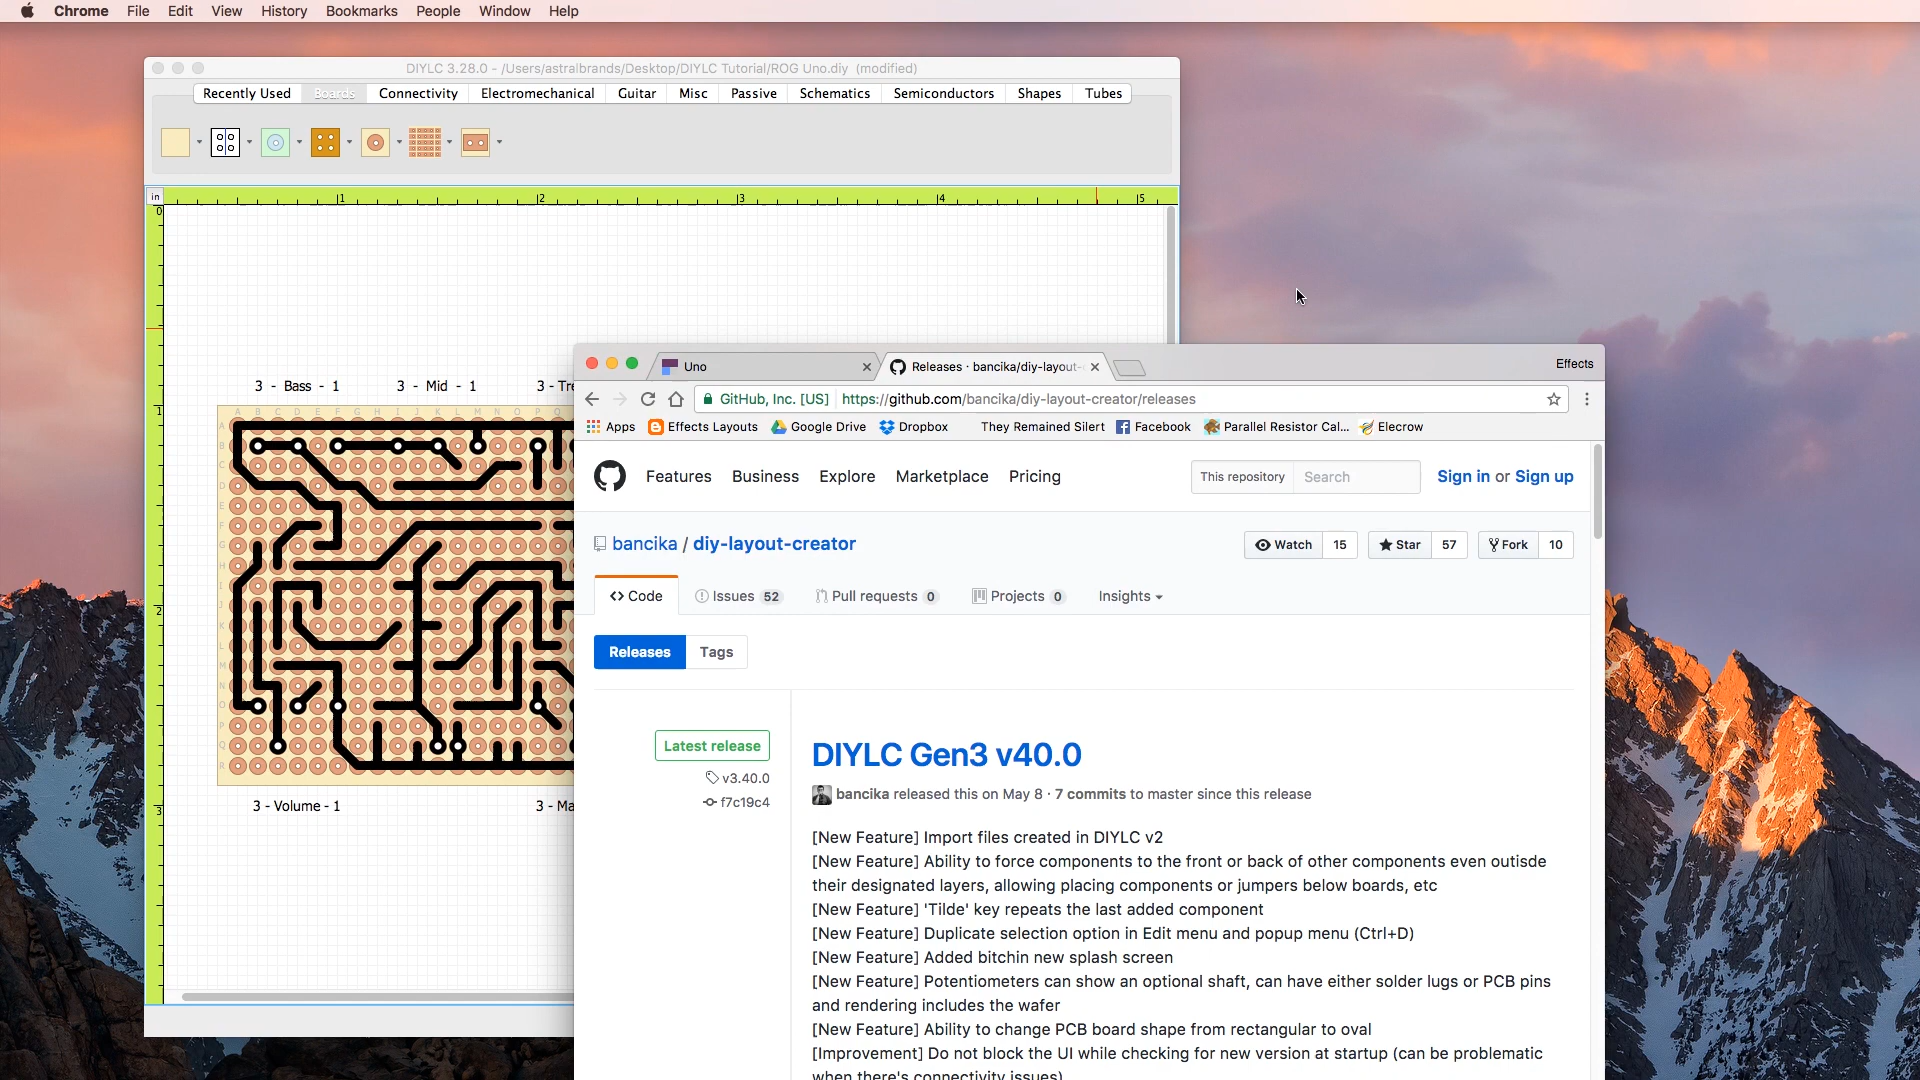 Chrome File Edit View History Bookmarks People Window Help
DIYLC 3.28.0 - /Users/astralbrands/Desktop/DIYLC Tutorial/ROG Uno.diy (modified)
Recently Used Boards Connectivity Electromechanical Guitar Misc Passive Schematics Semiconductors Shapes Tubes
in 1 2 3 4 5
0
3 - Bass - 1 3 - Mid - 1 3 - Tre
1
2
3
3 - Volume - 1 3 - Ma
Uno Releases · bancika/diy-layout- Effects
GitHub, Inc. [US] https://github.com/bancika/diy-layout-creator/releases
Apps Effects Layouts Google Drive Dropbox They Remained Silert Facebook Parallel Resistor Cal... Elecrow
Features Business Explore Marketplace Pricing This repository Search Sign in or Sign up
bancika / diy-layout-creator Watch 15 Star 57 Fork 10
Code Issues 52 Pull requests 0 Projects 0 Insights
Releases Tags
Latest release
v3.40.0
f7c19c4
DIYLC Gen3 v40.0
bancika released this on May 8 · 7 commits to master since this release
[New Feature] Import files created in DIYLC v2
[New Feature] Ability to force components to the front or back of other components even outisde
their designated layers, allowing placing components or jumpers below boards, etc
[New Feature] 'Tilde' key repeats the last added component
[New Feature] Duplicate selection option in Edit menu and popup menu (Ctrl+D)
[New Feature] Added bitchin new splash screen
[New Feature] Potentiometers can show an optional shaft, can have either solder lugs or PCB pins
and rendering includes the wafer
[New Feature] Ability to change PCB board shape from rectangular to oval
[Improvement] Do not block the UI while checking for new version at startup (can be problematic
when there's connectivity issues)